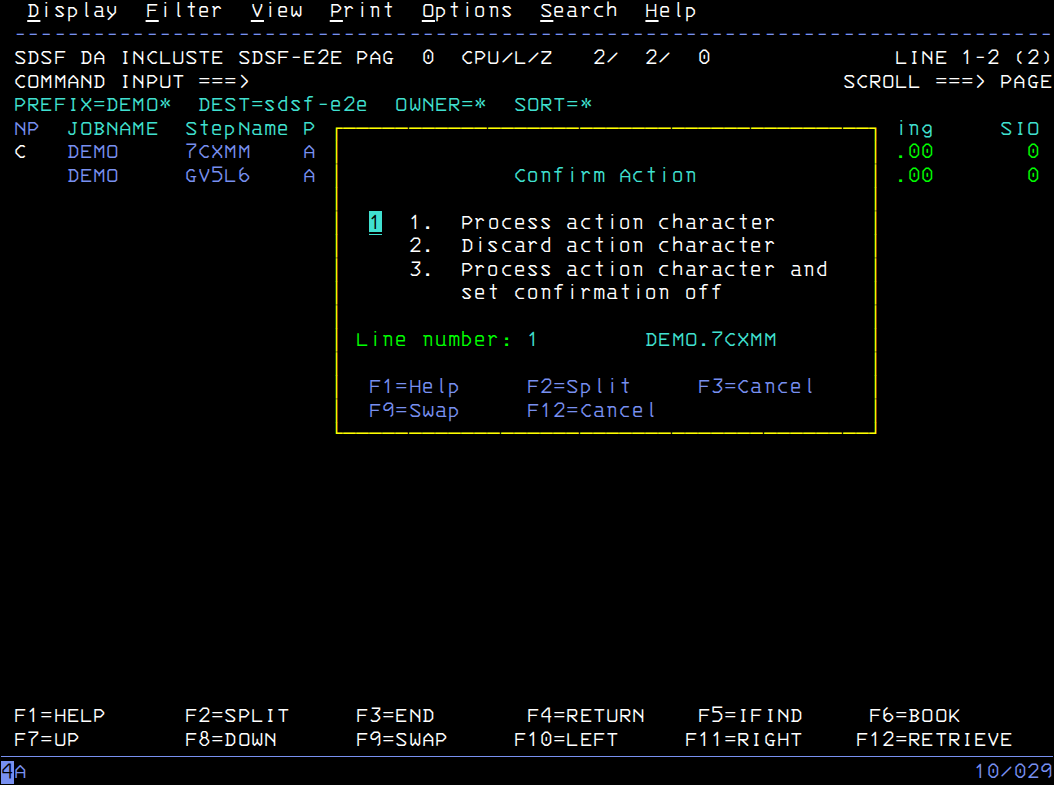 Display Filter View Print Options Search Help
-------------------------------------------------------------------------------
SDSF DA INCLUSTE SDSF-E2E PAG 0 CPU/L/Z 2/ 2/ 0 LINE 1-2 (2)
COMMAND INPUT ===> SCROLL ===> PAGE
PREFIX=DEMO* DEST=sdsf-e2e OWNER=* SORT=*
NP JOBNAME StepName P ing SIO
C DEMO 7CXMM A .00 0
DEMO GV5L6 A .00 0
Confirm Action
1 1. Process action character
2. Discard action character
3. Process action character and
set confirmation off
Line number: 1 DEMO.7CXMM
F1=Help F2=Split F3=Cancel
F9=Swap F12=Cancel
F1=HELP F2=SPLIT F3=END F4=RETURN F5=IFIND F6=BOOK
F7=UP F8=DOWN F9=SWAP F10=LEFT F11=RIGHT F12=RETRIEVE
4A 10/029